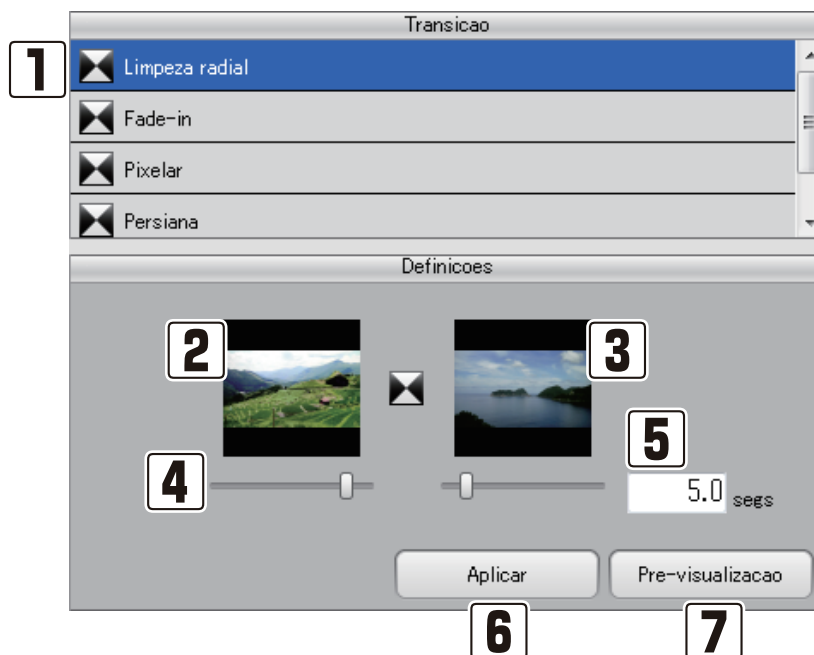 Transicao
1
Limpeza radial
Fade-in
Pixelar
Persiana
Definicoes
2
3
4
5
5.0 segs
Aplicar
Pre-visualizacao
6
7